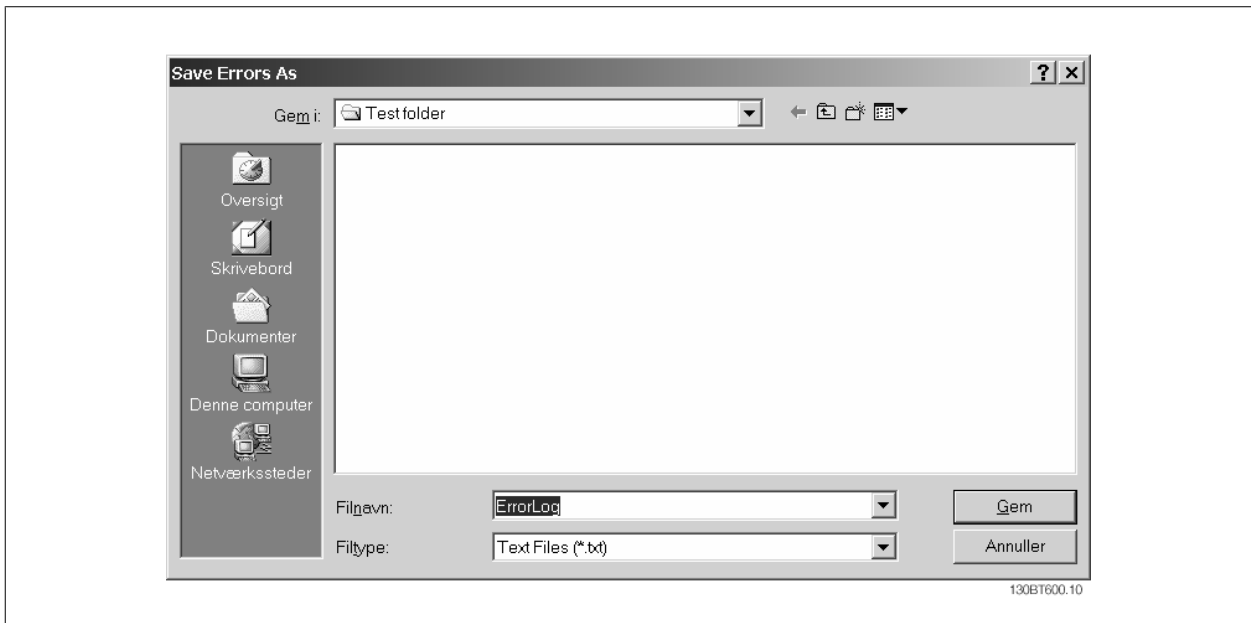 Save Errors As
Gem i: Test folder
Oversigt
Skrivebord
Dokumenter
Denne computer
Netværkssteder
Filnavn: ErrorLog
Gem
Filtype: Text Files (*.txt)
Annuller
130BT600.10